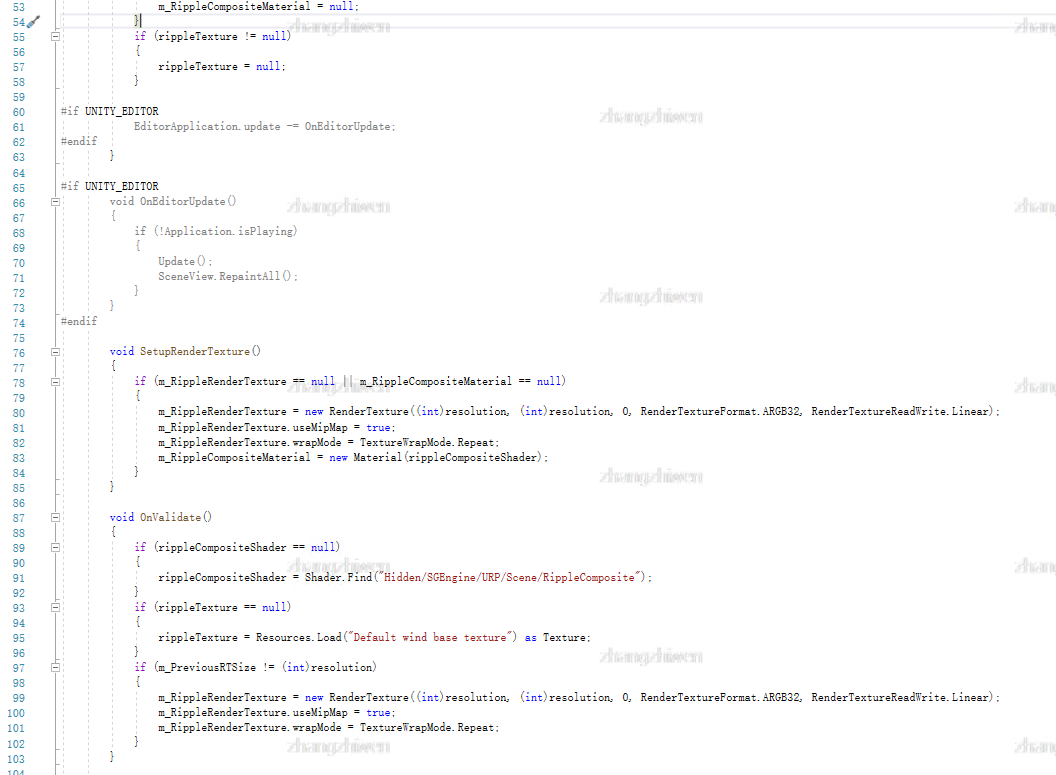 53 m_RippleCompositeMaterial = null;
54 }
55 if (rippleTexture != null)
56 {
57 rippleTexture = null;
58 }
59
60 #if UNITY_EDITOR
61 EditorApplication.update -= OnEditorUpdate;
62 #endif
63 }
64
65 #if UNITY_EDITOR
66 void OnEditorUpdate()
67 {
68 if (!Application.isPlaying)
69 {
70 Update();
71 SceneView.RepaintAll();
72 }
73 }
74 #endif
75
76 void SetupRenderTexture()
77 {
78 if (m_RippleRenderTexture == null || m_RippleCompositeMaterial == null)
79 {
80 m_RippleRenderTexture = new RenderTexture((int)resolution, (int)resolution, 0, RenderTextureFormat.ARGB32, RenderTextureReadWrite.Linear);
81 m_RippleRenderTexture.useMipMap = true;
82 m_RippleRenderTexture.wrapMode = TextureWrapMode.Repeat;
83 m_RippleCompositeMaterial = new Material(rippleCompositeShader);
84 }
85 }
86
87 void OnValidate()
88 {
89 if (rippleCompositeShader == null)
90 {
91 rippleCompositeShader = Shader.Find("Hidden/SGEngine/URP/Scene/RippleComposite");
92 }
93 if (rippleTexture == null)
94 {
95 rippleTexture = Resources.Load("Default wind base texture") as Texture;
96 }
97 if (m_PreviousRTSize != (int)resolution)
98 {
99 m_RippleRenderTexture = new RenderTexture((int)resolution, (int)resolution, 0, RenderTextureFormat.ARGB32, RenderTextureReadWrite.Linear);
100 m_RippleRenderTexture.useMipMap = true;
101 m_RippleRenderTexture.wrapMode = TextureWrapMode.Repeat;
102 }
103 }
104